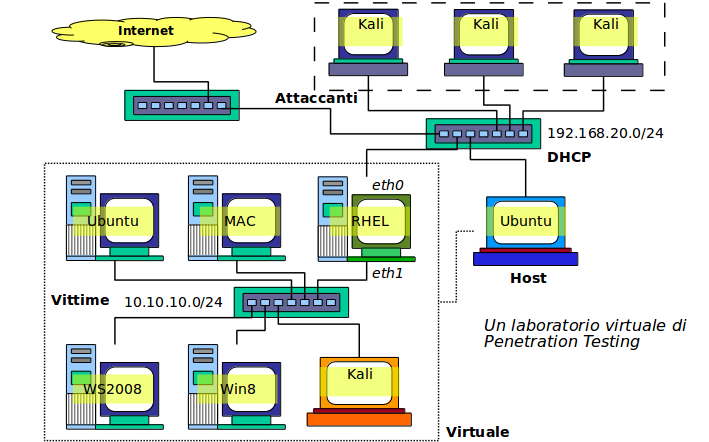 Internet
Kali
Kali
Kali
Attaccanti
192.168.20.0/24
DHCP
eth0
Ubuntu
MAC
RHEL
Ubuntu
eth1
Host
Vittime
10.10.10.0/24
Un laboratorio virtuale di
Penetration Testing
WS2008
Win8
Kali
Virtuale